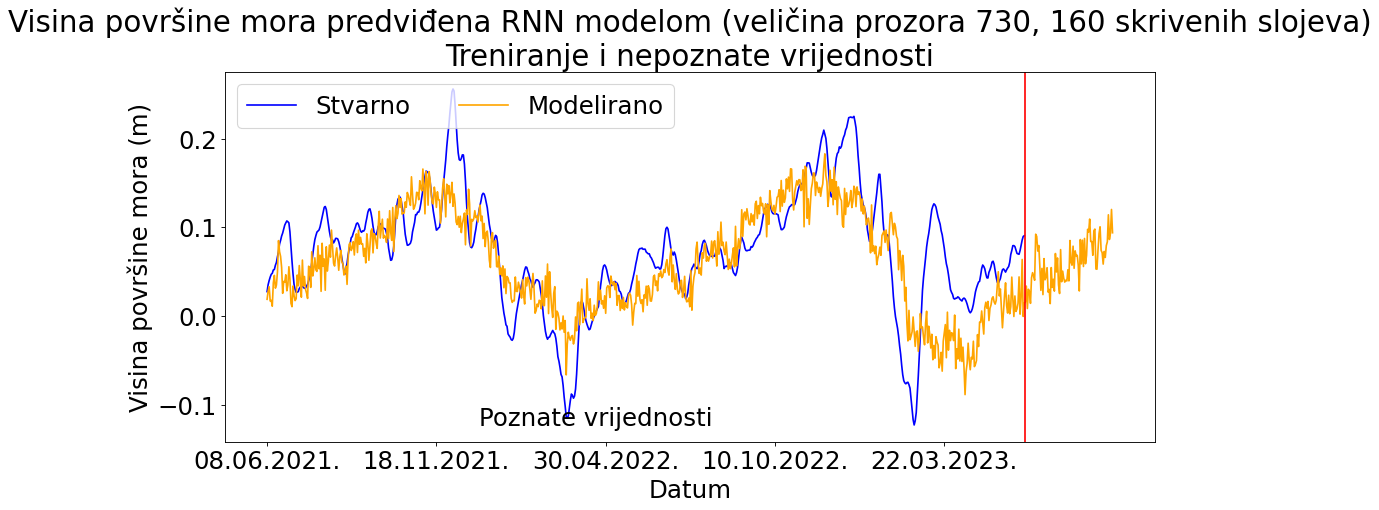 Visina površine mora predviđena RNN modelom (veličina prozora 730, 160 skrivenih slojeva)
Treniranje i nepoznate vrijednosti
Stvarno Modelirano
Visina površine mora (m)
0.2
0.1
0.0
−0.1
Poznate vrijednosti
08.06.2021. 18.11.2021. 30.04.2022. 10.10.2022. 22.03.2023.
Datum